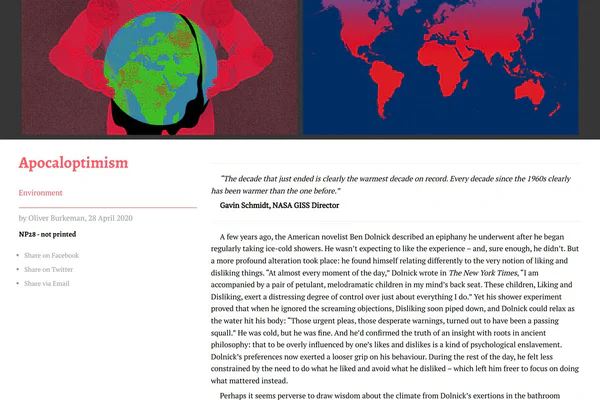 Apocaloptimism
Environment
by Oliver Burkeman, 28 April 2020
NP28 - not printed
Share on Facebook
Share on Twitter
Share via Email
“The decade that just ended is clearly the warmest decade on record. Every decade since the 1960s clearly
has been warmer than the one before.”
Gavin Schmidt, NASA GISS Director
A few years ago, the American novelist Ben Dolnick described an epiphany he underwent after he began
regularly taking ice-cold showers. He wasn’t expecting to like the experience – and, sure enough, he didn’t. But
a more profound alteration took place: he found himself relating differently to the very notion of liking and
disliking things. “At almost every moment of the day,” Dolnick wrote in The New York Times, “I am
accompanied by a pair of petulant, melodramatic children in my mind’s back seat. These children, Liking and
Disliking, exert a distressing degree of control over just about everything I do.” Yet his shower experiment
proved that when he ignored the screaming objections, Disliking soon piped down, and Dolnick could relax as
the water hit his body: “Those urgent pleas, those desperate warnings, turned out to have been a passing
squall.” He was cold, but he was fine. And he’d confirmed the truth of an insight with roots in ancient
philosophy: that to be overly influenced by one’s likes and dislikes is a kind of psychological enslavement.
Dolnick’s preferences now exerted a looser grip on his behaviour. During the rest of the day, he felt less
constrained by the need to do what he liked and avoid what he disliked – which left him freer to focus on doing
what mattered instead.
Perhaps it seems perverse to draw wisdom about the climate from Dolnick’s exertions in the bathroom